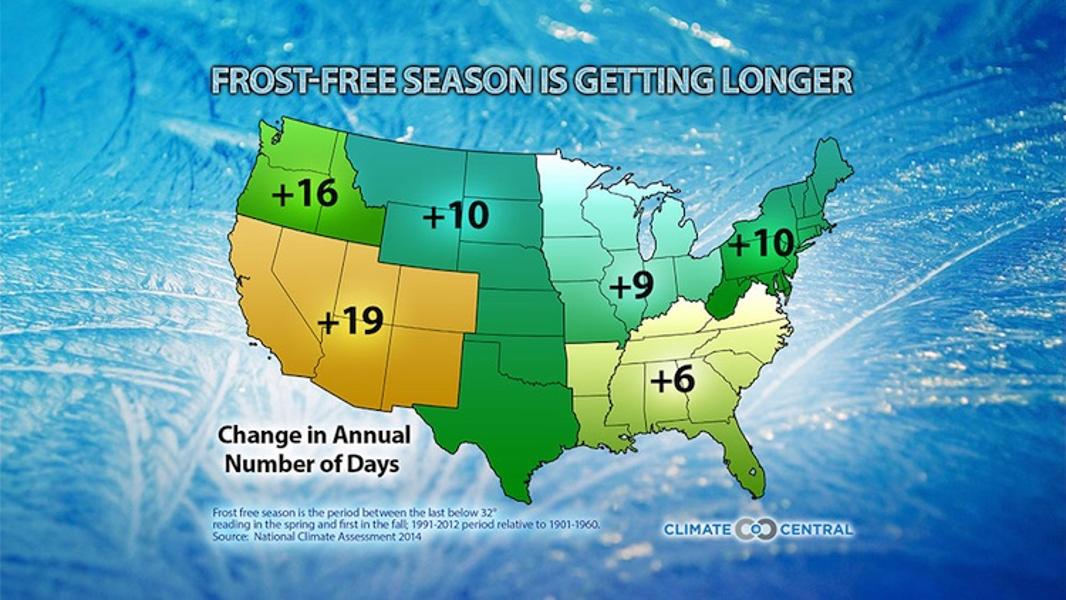 FROST-FREE SEASON IS GETTING LONGER
+16
+10
+10
+9
+19
+6
Change in Annual
Number of Days
Frost free season is the period between the last below 32°
reading in the spring and first in the fall; 1991-2012 period relative to 1901-1960.
Source: National Climate Assessment 2014
CLIMATE CENTRAL